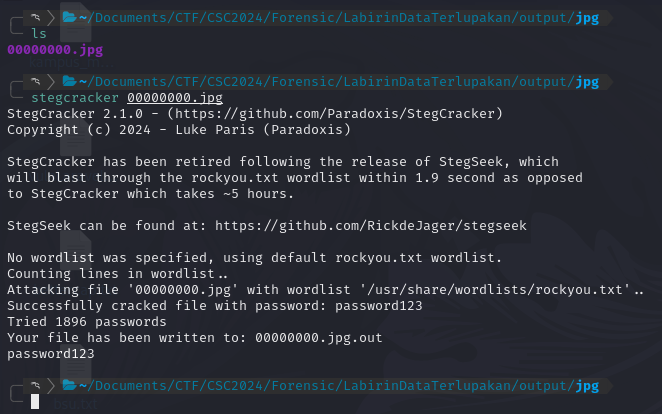 ~/Documents/CTF/CSC2024/Forensic/LabirinDataTerlupakan/output/jpg
ls
00000000.jpg
~/Documents/CTF/CSC2024/Forensic/LabirinDataTerlupakan/output/jpg
stegcracker 00000000.jpg
StegCracker 2.1.0 - (https://github.com/Paradoxis/StegCracker)
Copyright (c) 2024 - Luke Paris (Paradoxis)
StegCracker has been retired following the release of StegSeek, which
will blast through the rockyou.txt wordlist within 1.9 second as opposed
to StegCracker which takes ~5 hours.
StegSeek can be found at: https://github.com/RickdeJager/stegseek
No wordlist was specified, using default rockyou.txt wordlist.
Counting lines in wordlist..
Attacking file '00000000.jpg' with wordlist '/usr/share/wordlists/rockyou.txt'..
Successfully cracked file with password: password123
Tried 1896 passwords
Your file has been written to: 00000000.jpg.out
password123
~/Documents/CTF/CSC2024/Forensic/LabirinDataTerlupakan/output/jpg